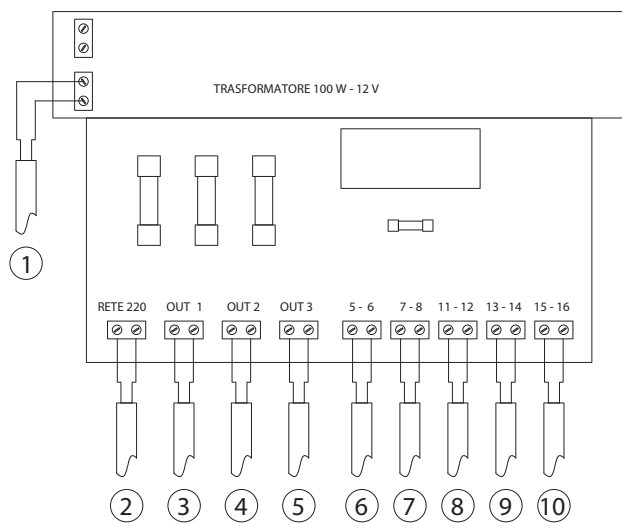 TRASFORMATORE 100 W - 12 V
1
RETE 220 OUT 1 OUT 2 OUT 3 5 - 6 7 - 8 11 - 12 13 - 14 15 - 16
2 3 4 5 6 7 8 9 10